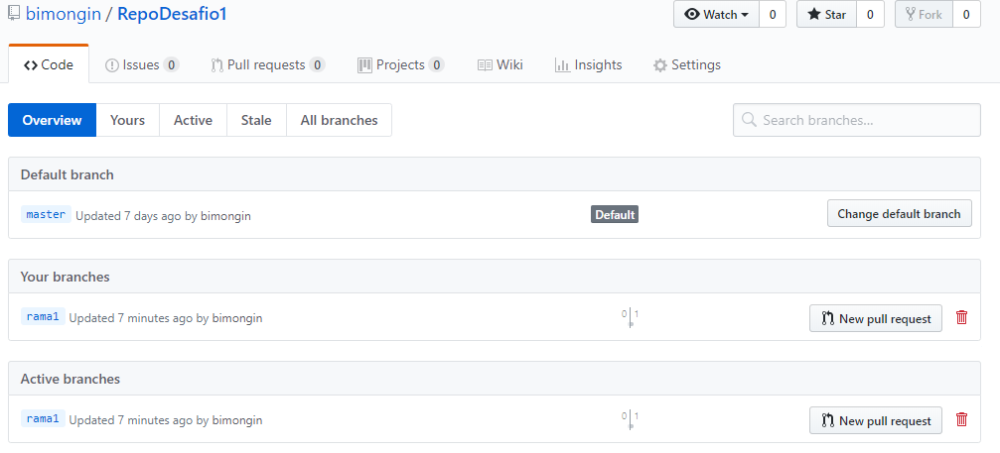 bimongin / RepoDesafio1 Watch 0 Star 0 Fork 0
Code Issues 0 Pull requests 0 Projects 0 Wiki Insights Settings
Overview Yours Active Stale All branches Search branches...
Default branch
master Updated 7 days ago by bimongin Default Change default branch
Your branches
rama1 Updated 7 minutes ago by bimongin 0 1 New pull request
Active branches
rama1 Updated 7 minutes ago by bimongin 0 1 New pull request